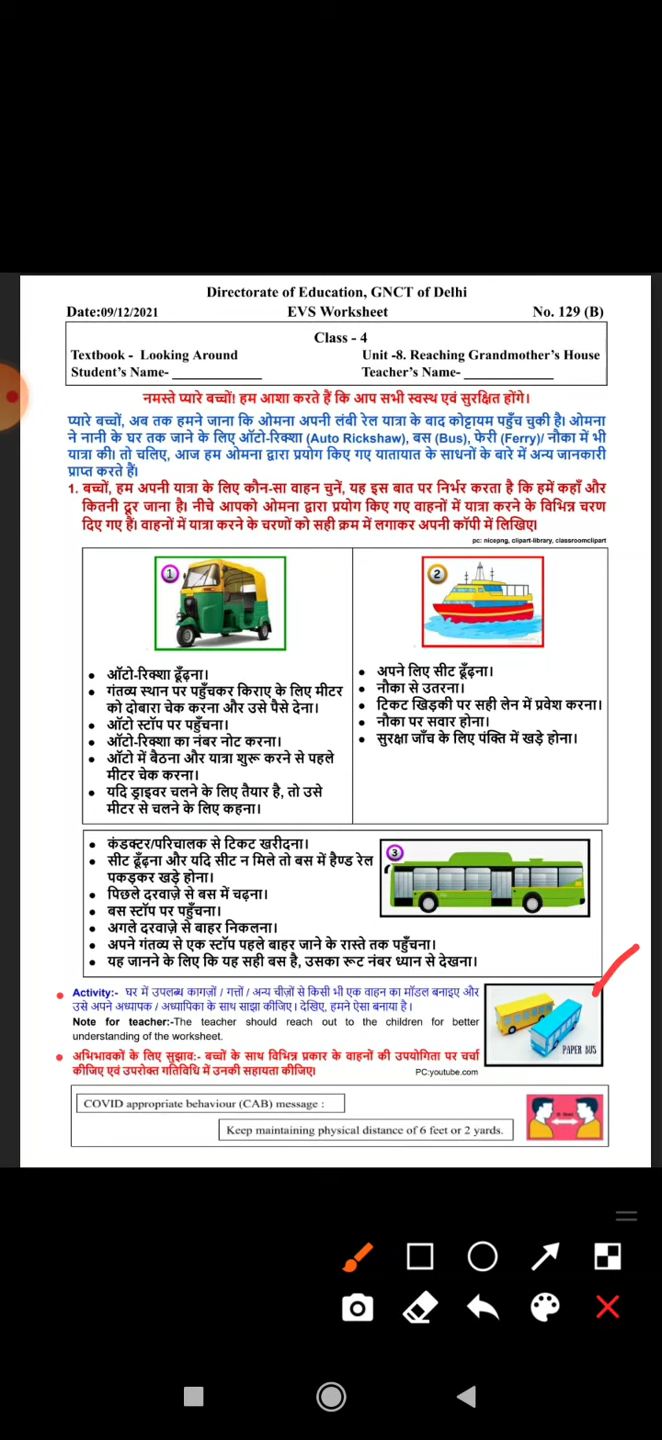 Directorate of Education, GNCT of Delhi
Date:09/12/2021 EVS Worksheet No. 129 (B)
Class - 4
Textbook - Looking Around Unit -8. Reaching Grandmother's House
Student's Name- _____________ Teacher's Name- _____________
नमस्ते प्यारे बच्चों! हम आशा करते हैं कि आप सभी स्वस्थ एवं सुरक्षित होंगे।
प्यारे बच्चों, अब तक हमने जाना कि ओमना अपनी लंबी रेल यात्रा के बाद कोट्टायम पहुँच चुकी है। ओमना
ने नानी के घर तक जाने के लिए ऑटो-रिक्शा (Auto Rickshaw), बस (Bus), फेरी (Ferry)/ नौका में भी
यात्रा की। तो चलिए, आज हम ओमना द्वारा प्रयोग किए गए यातायात के साधनों के बारे में अन्य जानकारी
प्राप्त करते हैं।
1. बच्चों, हम अपनी यात्रा के लिए कौन-सा वाहन चुनें, यह इस बात पर निर्भर करता है कि हमें कहाँ और
कितनी दूर जाना है। नीचे आपको ओमना द्वारा प्रयोग किए गए वाहनों में यात्रा करने के विभिन्न चरण
दिए गए हैं। वाहनों में यात्रा करने के चरणों को सही क्रम में लगाकर अपनी कॉपी में लिखिए।
pc: nicepng, clipart-library, classroomclipart
1
• ऑटो-रिक्शा ढूँढ़ना।
• गंतव्य स्थान पर पहुँचकर किराए के लिए मीटर
को दोबारा चेक करना और उसे पैसे देना।
• ऑटो स्टॉप पर पहुँचना।
• ऑटो-रिक्शा का नंबर नोट करना।
• ऑटो में बैठना और यात्रा शुरू करने से पहले
मीटर चेक करना।
• यदि ड्राइवर चलने के लिए तैयार है, तो उसे
मीटर से चलने के लिए कहना।
2
• अपने लिए सीट ढूँढ़ना।
• नौका से उतरना।
• टिकट खिड़की पर सही लेन में प्रवेश करना।
• नौका पर सवार होना।
• सुरक्षा जाँच के लिए पंक्ति में खड़े होना।
• कंडक्टर/परिचालक से टिकट खरीदना।
• सीट ढूँढ़ना और यदि सीट न मिले तो बस में हैण्ड रेल
पकड़कर खड़े होना।
• पिछले दरवाज़े से बस में चढ़ना।
• बस स्टॉप पर पहुँचना।
• अगले दरवाज़े से बाहर निकलना।
• अपने गंतव्य से एक स्टॉप पहले बाहर जाने के रास्ते तक पहुँचना।
• यह जानने के लिए कि यह सही बस है, उसका रूट नंबर ध्यान से देखना।
3
Activity:- घर में उपलब्ध कागज़ों / गत्तों / अन्य चीज़ों से किसी भी एक वाहन का मॉडल बनाइए और
उसे अपने अध्यापक / अध्यापिका के साथ साझा कीजिए। देखिए, हमने ऐसा बनाया है।
Note for teacher:-The teacher should reach out to the children for better
understanding of the worksheet.
PAPER BUS
अभिभावकों के लिए सुझाव:- बच्चों के साथ विभिन्न प्रकार के वाहनों की उपयोगिता पर चर्चा
कीजिए एवं उपरोक्त गतिविधि में उनकी सहायता कीजिए।
PC:youtube.com
COVID appropriate behaviour (CAB) message :
Keep maintaining physical distance of 6 feet or 2 yards.